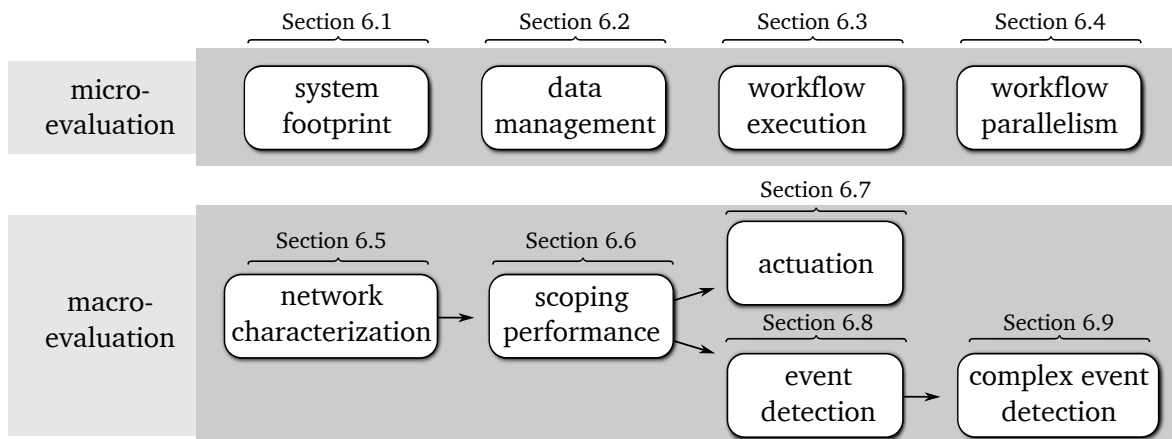 Section 6.1
Section 6.2
Section 6.3
Section 6.4
micro-
evaluation
system
footprint
data
management
workflow
execution
workflow
parallelism
Section 6.7
Section 6.5
Section 6.6
actuation
macro-
evaluation
network
characterization
scoping
performance
Section 6.8
Section 6.9
event
detection
complex event
detection